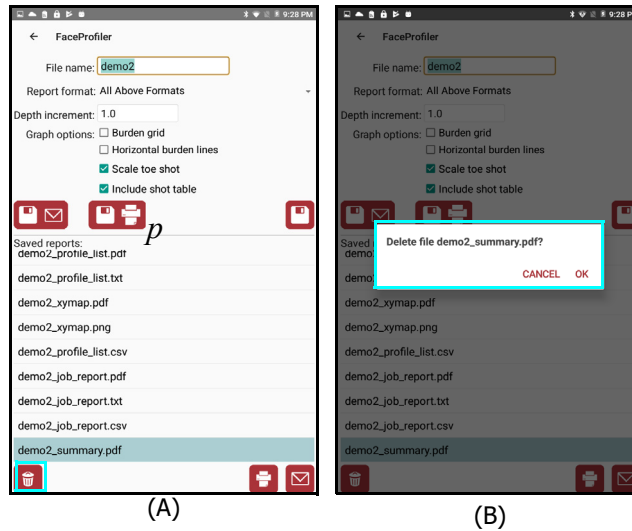 9:28 PM
FaceProfiler
File name: demo2
Report format: All Above Formats
Depth increment: 1.0
Graph options: Burden grid
Horizontal burden lines
Scale toe shot
Include shot table
p
Saved reports:
demo2_profile_list.pdf
demo2_profile_list.txt
demo2_xymap.pdf
demo2_xymap.png
demo2_profile_list.csv
demo2_job_report.pdf
demo2_job_report.txt
demo2_job_report.csv
demo2_summary.pdf
(A)
9:28 PM
FaceProfiler
File name: demo2
Report format: All Above Formats
Depth increment: 1.0
Graph options: Burden grid
Horizontal burden lines
Scale toe shot
Include shot table
Saved
demo2
Delete file demo2_summary.pdf?
CANCEL OK
demo2_xymap.pdf
demo2_xymap.png
demo2_profile_list.csv
demo2_job_report.pdf
demo2_job_report.txt
demo2_job_report.csv
demo2_summary.pdf
(B)